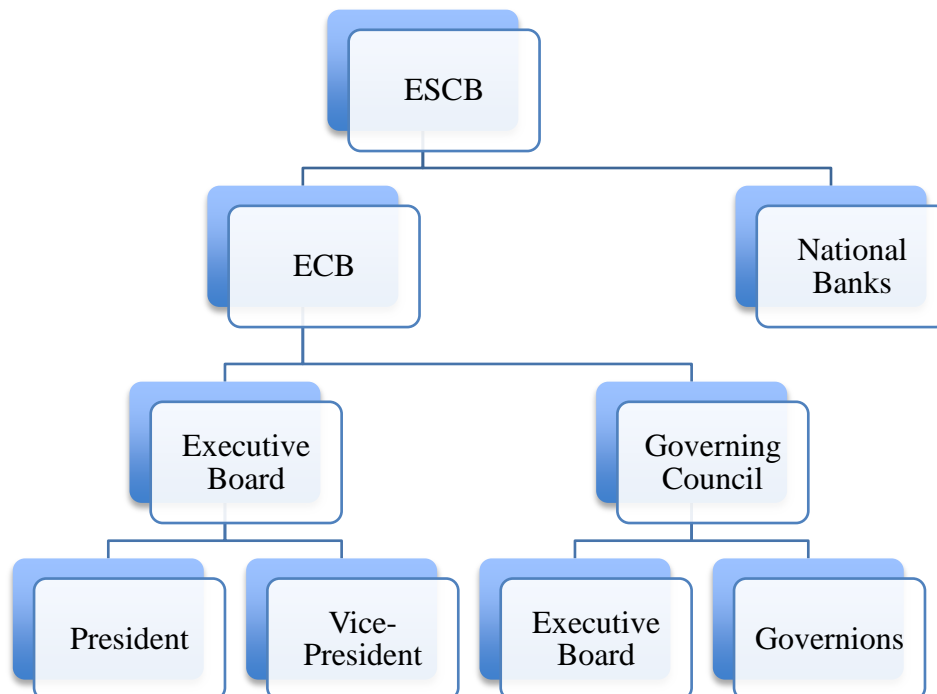 ESCB
ECB
National
Banks
Executive
Board
Governing
Council
President
Vice-
President
Executive
Board
Governions